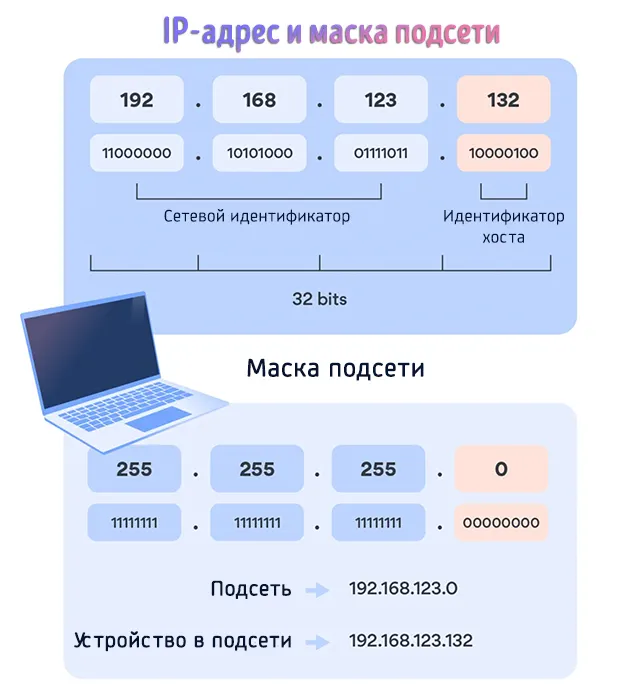 IP-адрес и маска подсети
192 . 168 . 123 . 132
11000000 . 10101000 . 01111011 . 10000100
Сетевой идентификатор
Идентификатор
хоста
32 bits
Маска подсети
255 . 255 . 255 . 0
11111111 . 11111111 . 11111111 . 00000000
Подсеть 192.168.123.0
Устройство в подсети 192.168.123.132